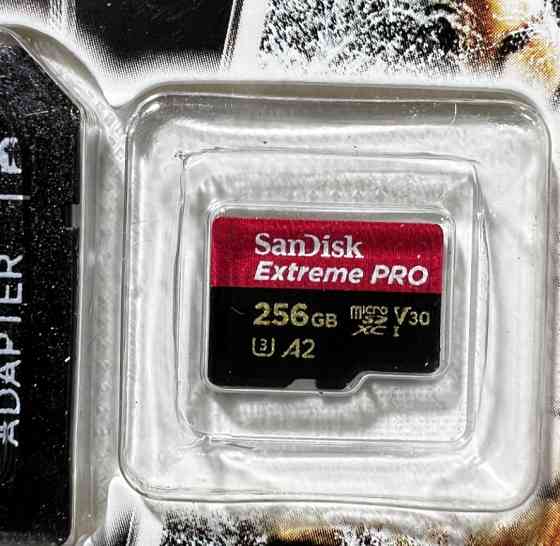 SanDisk
Extreme PRO
256GB micro SD XC I V30
3 A2
ADAPTER